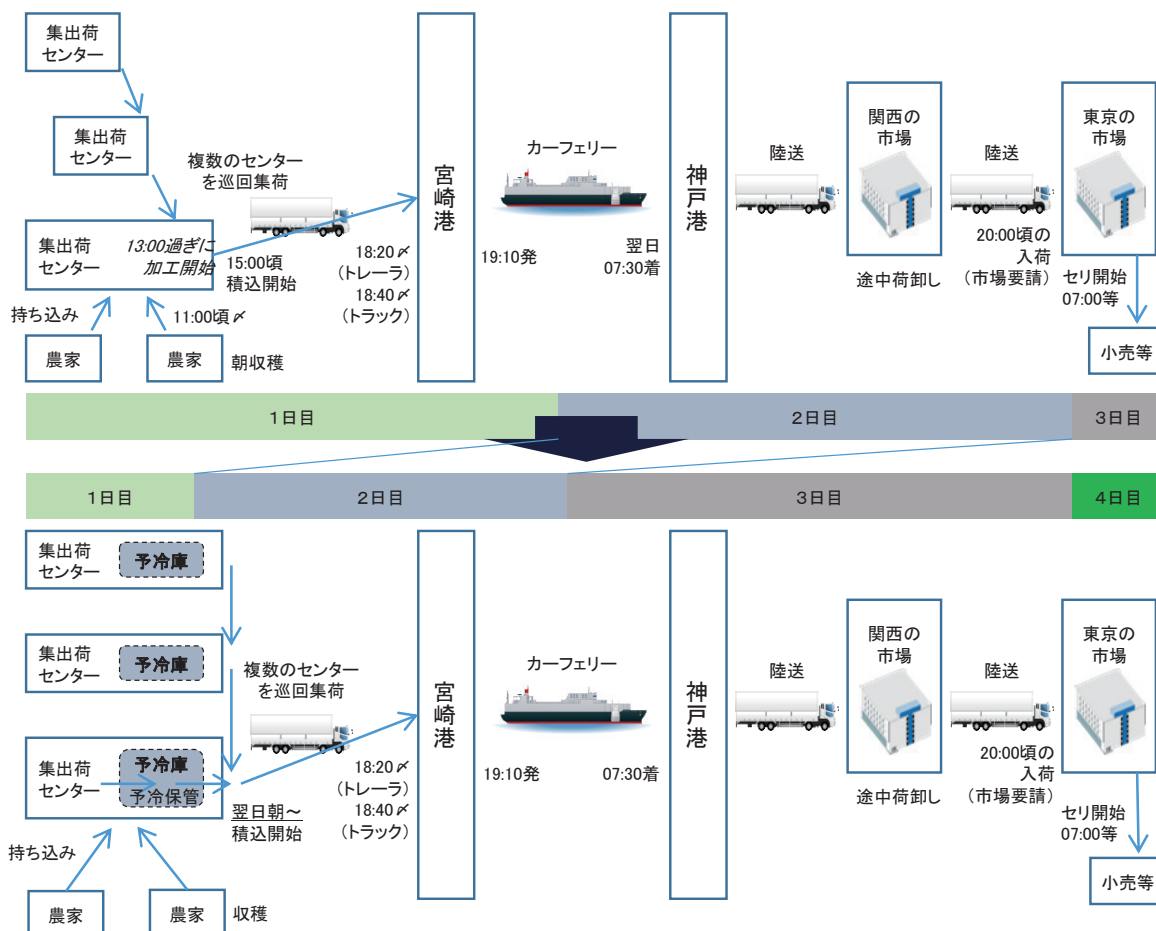 集出荷
センター
集出荷
センター
集出荷
センター
13:00過ぎに
加工開始
持ち込み
11:00頃〆
農家
農家
朝収穫
複数のセンター
を巡回集荷
15:00頃
積込開始
18:20〆
(トレーラ)
18:40〆
(トラック)
宮崎港
カーフェリー
19:10発
翌日
07:30着
神戸港
陸送
関西の
市場
途中荷卸し
陸送
20:00頃の
入荷
(市場要請)
東京の
市場
セリ開始
07:00等
小売等
1日目
2日目
3日目
1日目
2日目
3日目
4日目
集出荷
センター
予冷庫
集出荷
センター
予冷庫
集出荷
センター
予冷庫
予冷保管
持ち込み
農家
農家
収穫
複数のセンター
を巡回集荷
翌日朝～
積込開始
18:20〆
(トレーラ)
18:40〆
(トラック)
宮崎港
カーフェリー
19:10発
07:30着
神戸港
陸送
関西の
市場
途中荷卸し
陸送
20:00頃の
入荷
(市場要請)
東京の
市場
セリ開始
07:00等
小売等